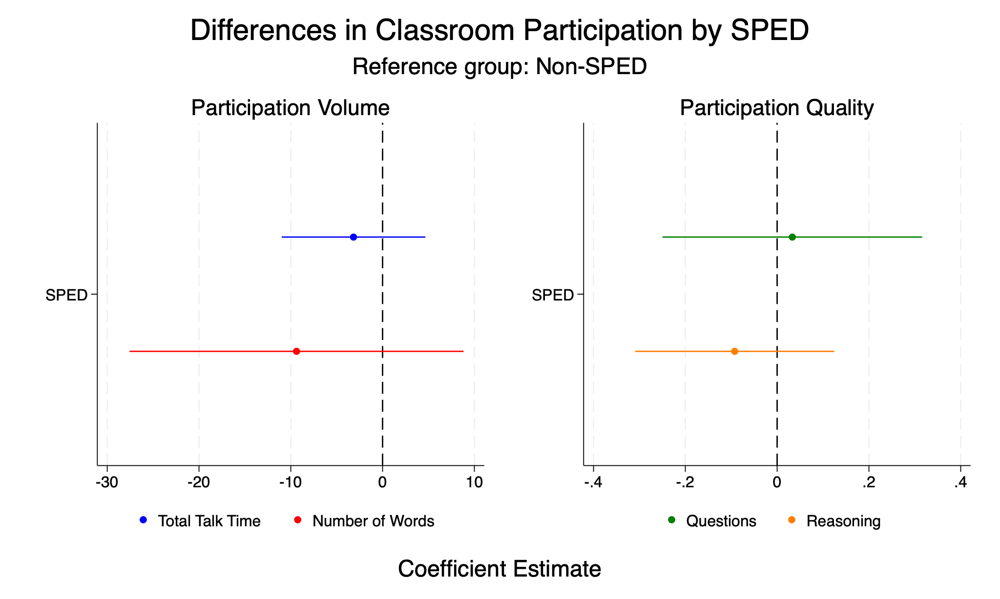 Differences in Classroom Participation by SPED
Reference group: Non-SPED
Participation Volume
SPED
-30 -20 -10 0 10
Total Talk Time Number of Words
Participation Quality
SPED
-.4 -.2 0 .2 .4
Questions Reasoning
Coefficient Estimate